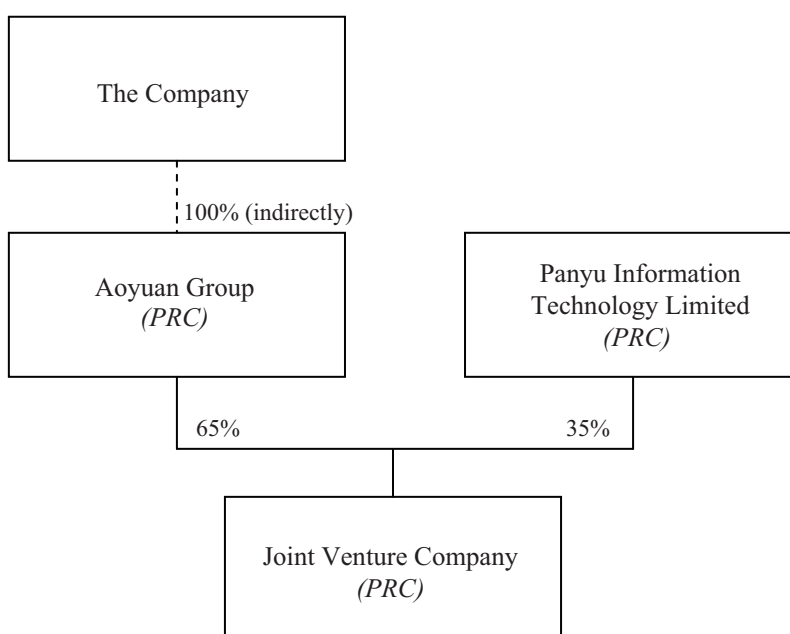 The Company
100% (indirectly)
Aoyuan Group
(PRC)
Panyu Information
Technology Limited
(PRC)
65%
35%
Joint Venture Company
(PRC)